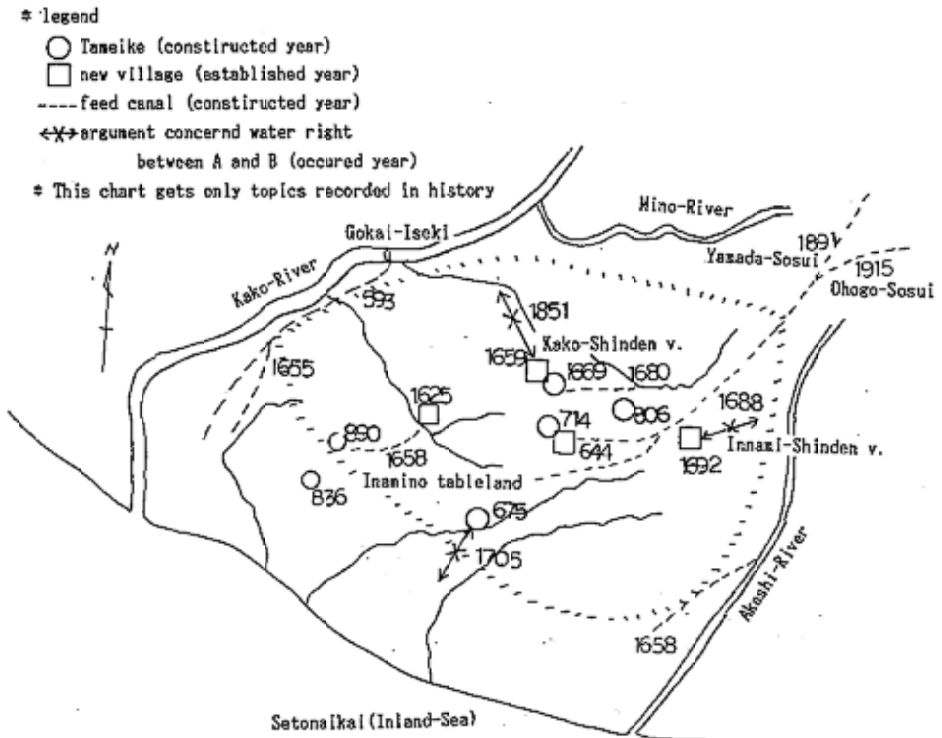 * legend
Tameike (constircted year)
new village (established year)
----feed canal (constructed year)
argument concernd water right
between A and B (occured year)
* This chart gets only topics recorded in history
N
Gokai-Iseki
Mino-River
Kako-River
Yamada-Sosui
1891
1915
Ohogo-Sosui
593
1851
1655
1659
Kako-Shinden v.
1669
1680
1625
1688
714
806
890
Innami-Shinden v.
1658
644
1692
836
Inamino tableland
675
1705
Akashi-River
1658
Setonaikai(Inland-Sea)